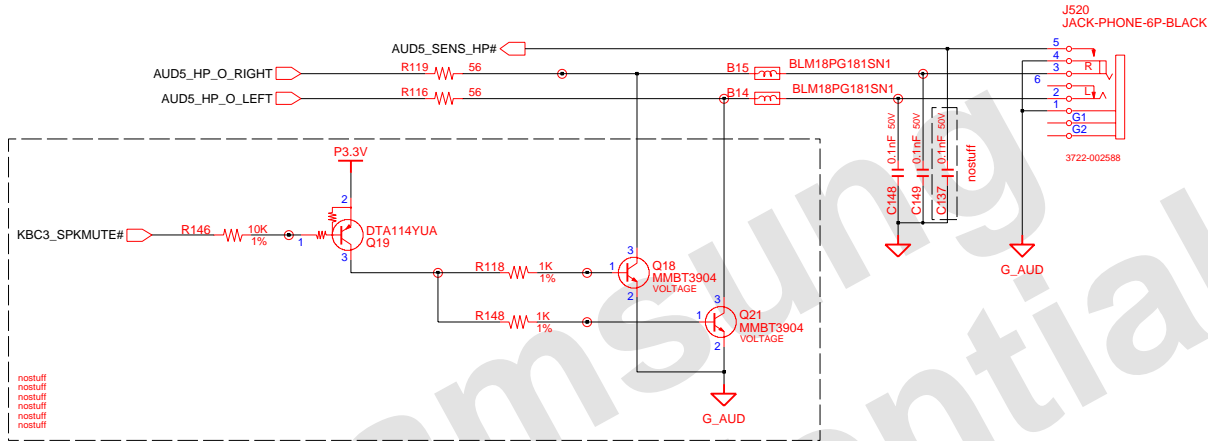 J520
JACK-PHONE-6P-BLACK
AUD5_SENS_HP#
5
4
R
3
6
L
2
1
G1
G2
3722-002588
AUD5_HP_O_RIGHT
R119
56
B15
BLM18PG181SN1
AUD5_HP_O_LEFT
R116
56
B14
BLM18PG181SN1
C148
0.1nF 50V
C149
0.1nF 50V
C137
0.1nF 50V
nostuff
G_AUD
P3.3V
2
KBC3_SPKMUTE#
R146
10K
1%
1
DTA114YUA
Q19
3
R118
1K
1%
1
3
Q18
MMBT3904
VOLTAGE
2
R148
1K
1%
1
3
Q21
MMBT3904
VOLTAGE
2
G_AUD
nostuff
nostuff
nostuff
nostuff
nostuff
nostuff